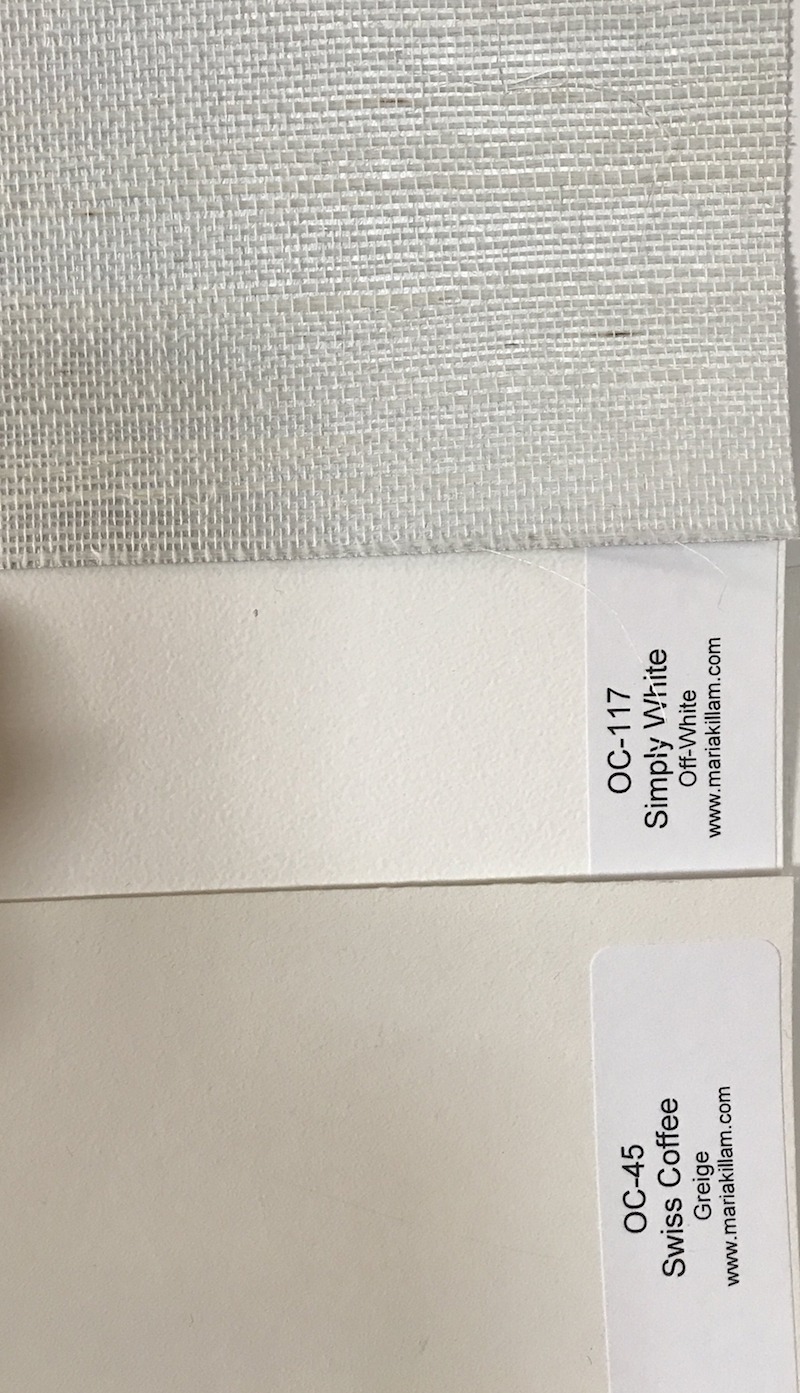 OC-117
Simply White
Off-White
www.mariakillam.com
OC-45
Swiss Coffee
Greige
www.mariakillam.com